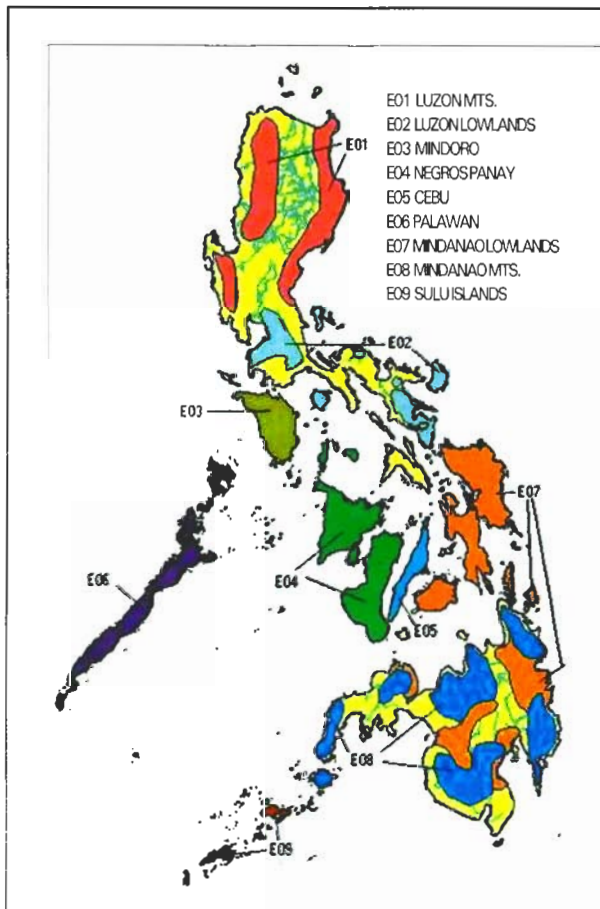 E01 LUZON MTS.
E02 LUZON LOWLANDS
E03 MINDORO
E04 NEGROS PANAY
E05 CEBU
E06 PALAWAN
E07 MINDANAO LOWLANDS
E08 MINDANAO MTS.
E09 SULU ISLANDS
E01
E02
E03
E07
E06
E04
E05
E08
E09